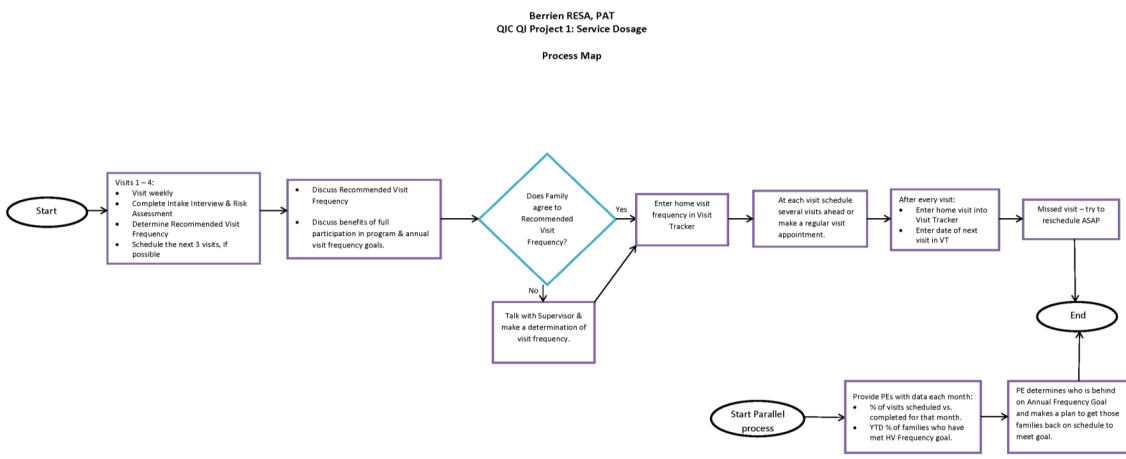 Berrien RESA, PAT
QIC QI Project 1: Service Dosage
Process Map
Start
Visits 1 – 4:
• Visit weekly
• Complete Intake Interview & Risk
Assessment
• Determine Recommended Visit
Frequency
• Schedule the next 3 visits, if
possible
• Discuss Recommended Visit
Frequency
• Discuss benefits of full
participation in program & annual
visit frequency goals.
Does Family
agree to
Recommended
Visit
Frequency?
Yes
No
Talk with Supervisor &
make a determination of
visit frequency.
Enter home visit
frequency in Visit
Tracker
At each visit schedule
several visits ahead or
make a regular visit
appointment.
After every visit:
• Enter home visit into
Visit Tracker
• Enter date of next
visit in VT
Missed visit – try to
reschedule ASAP
End
Start Parallel
process
Provide PEs with data each month:
• % of visits scheduled vs.
completed for that month.
• YTD % of families who have
met HV Frequency goal.
PE determines who is behind
on Annual Frequency Goal
and makes a plan to get those
families back on schedule to
meet goal.